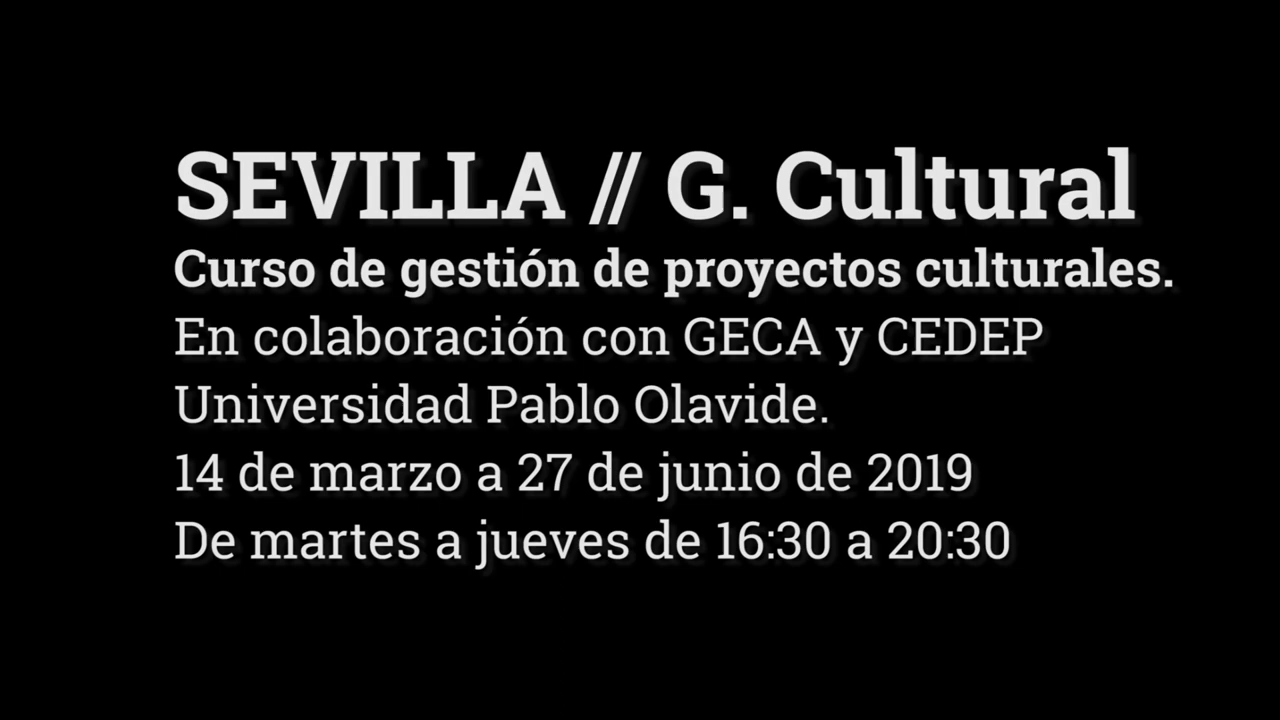 SEVILLA // G. Cultural
Curso de gestión de proyectos culturales.
En colaboración con GECA y CEDEP
Universidad Pablo Olavide.
14 de marzo a 27 de junio de 2019
De martes a jueves de 16:30 a 20:30